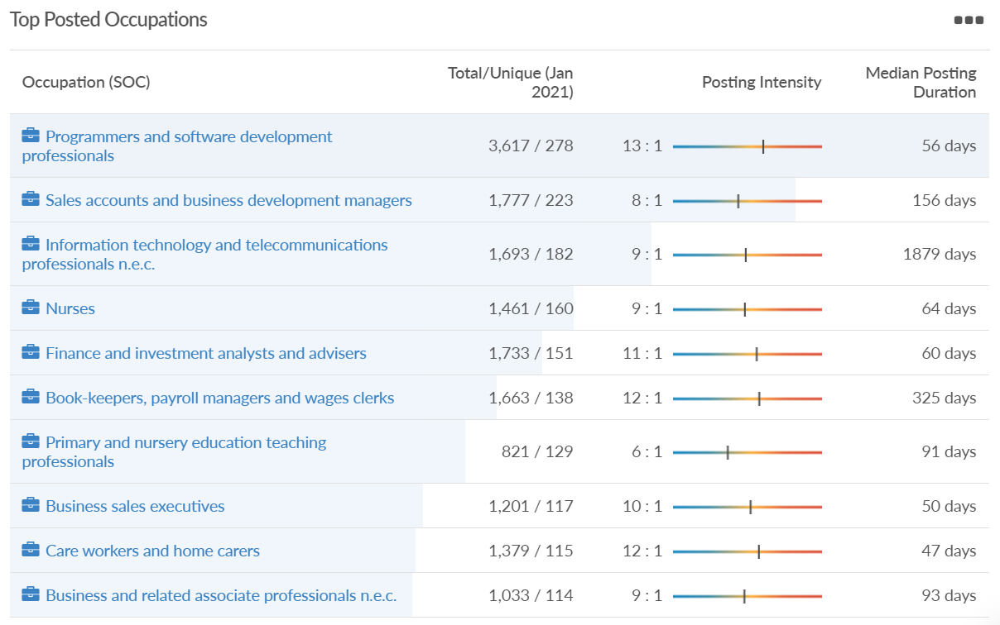 Top Posted Occupations
Occupation (SOC) Total/Unique (Jan 2021) Posting Intensity Median Posting Duration
Programmers and software development
professionals 3,617 / 278 13 : 1 56 days
Sales accounts and business development managers 1,777 / 223 8 : 1 156 days
Information technology and telecommunications
professionals n.e.c. 1,693 / 182 9 : 1 1879 days
Nurses 1,461 / 160 9 : 1 64 days
Finance and investment analysts and advisers 1,733 / 151 11 : 1 60 days
Book-keepers, payroll managers and wages clerks 1,663 / 138 12 : 1 325 days
Primary and nursery education teaching
professionals 821 / 129 6 : 1 91 days
Business sales executives 1,201 / 117 10 : 1 50 days
Care workers and home carers 1,379 / 115 12 : 1 47 days
Business and related associate professionals n.e.c. 1,033 / 114 9 : 1 93 days